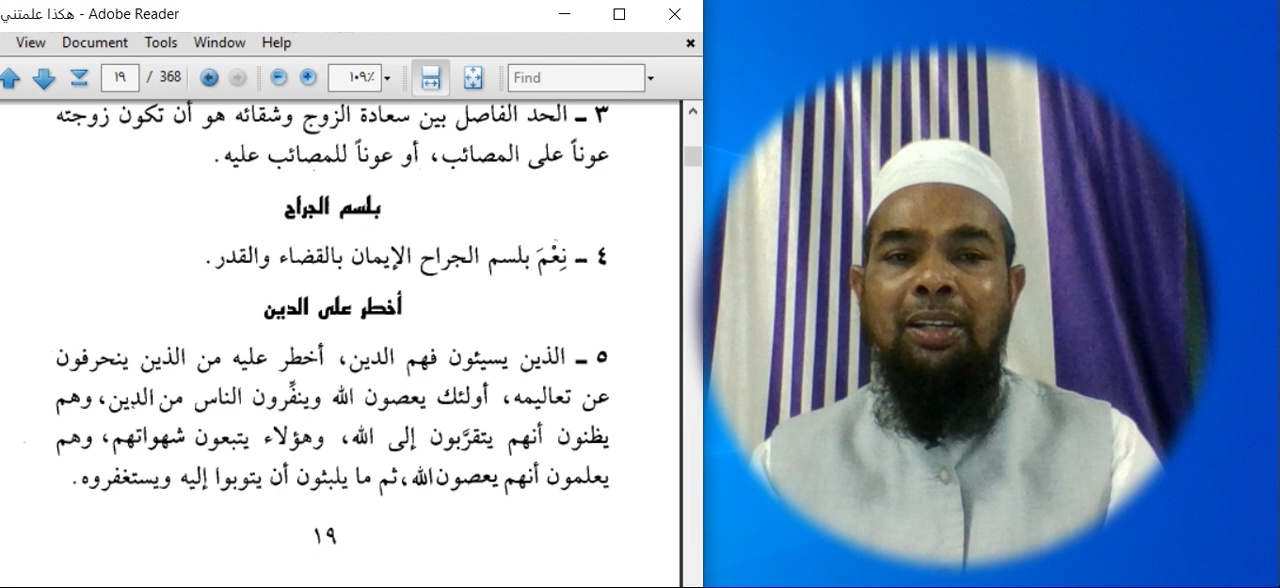 هكذا علمتني - Adobe Reader
View Document Tools Window Help
١٩ / 368 ١٠٩٪ Find
٣ ـ الحد الفاصل بين سعادة الزوج وشقائه هو أن تكون زوجته
عوناً على المصائب، أو عوناً للمصائب عليه.
بلسم الجراح
٤ ـ نِعْمَ بلسم الجراح الإيمان بالقضاء والقدر.
أخطر على الدين
٥ ـ الذين يسيئون فهم الدين، أخطر عليه من الذين ينحرفون
عن تعاليمه، أولئك يعصون الله وينفِّرون الناس من الدين، وهم
يظنون أنهم يتقرَّبون إلى الله، وهؤلاء يتبعون شهواتهم، وهم
يعلمون أنهم يعصون الله، ثم ما يلبثون أن يتوبوا إليه ويستغفروه.
١٩